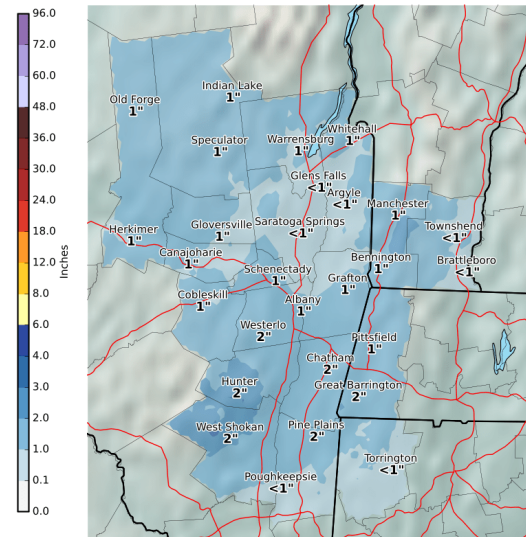 96.0
72.0
60.0
48.0
36.0
30.0
24.0
18.0
12.0
8.0
6.0
4.0
3.0
2.0
1.0
0.1
0.0
Inches
Old Forge
1"
Indian Lake
1"
Speculator
1"
Warrensburg
1"
Whitehall
1"
Glens Falls
<1"
Argyle
<1"
Manchester
1"
Herkimer
1"
Gloversville
1"
Saratoga Springs
<1"
Townshend
<1"
Canajoharie
1"
Schenectady
1"
Bennington
1"
Brattleboro
<1"
Grafton
1"
Cobleskill
1"
Albany
1"
Westerlo
2"
Pittsfield
1"
Chatham
2"
Hunter
2"
Great Barrington
2"
West Shokan
2"
Pine Plains
2"
Torrington
<1"
Poughkeepsie
<1"